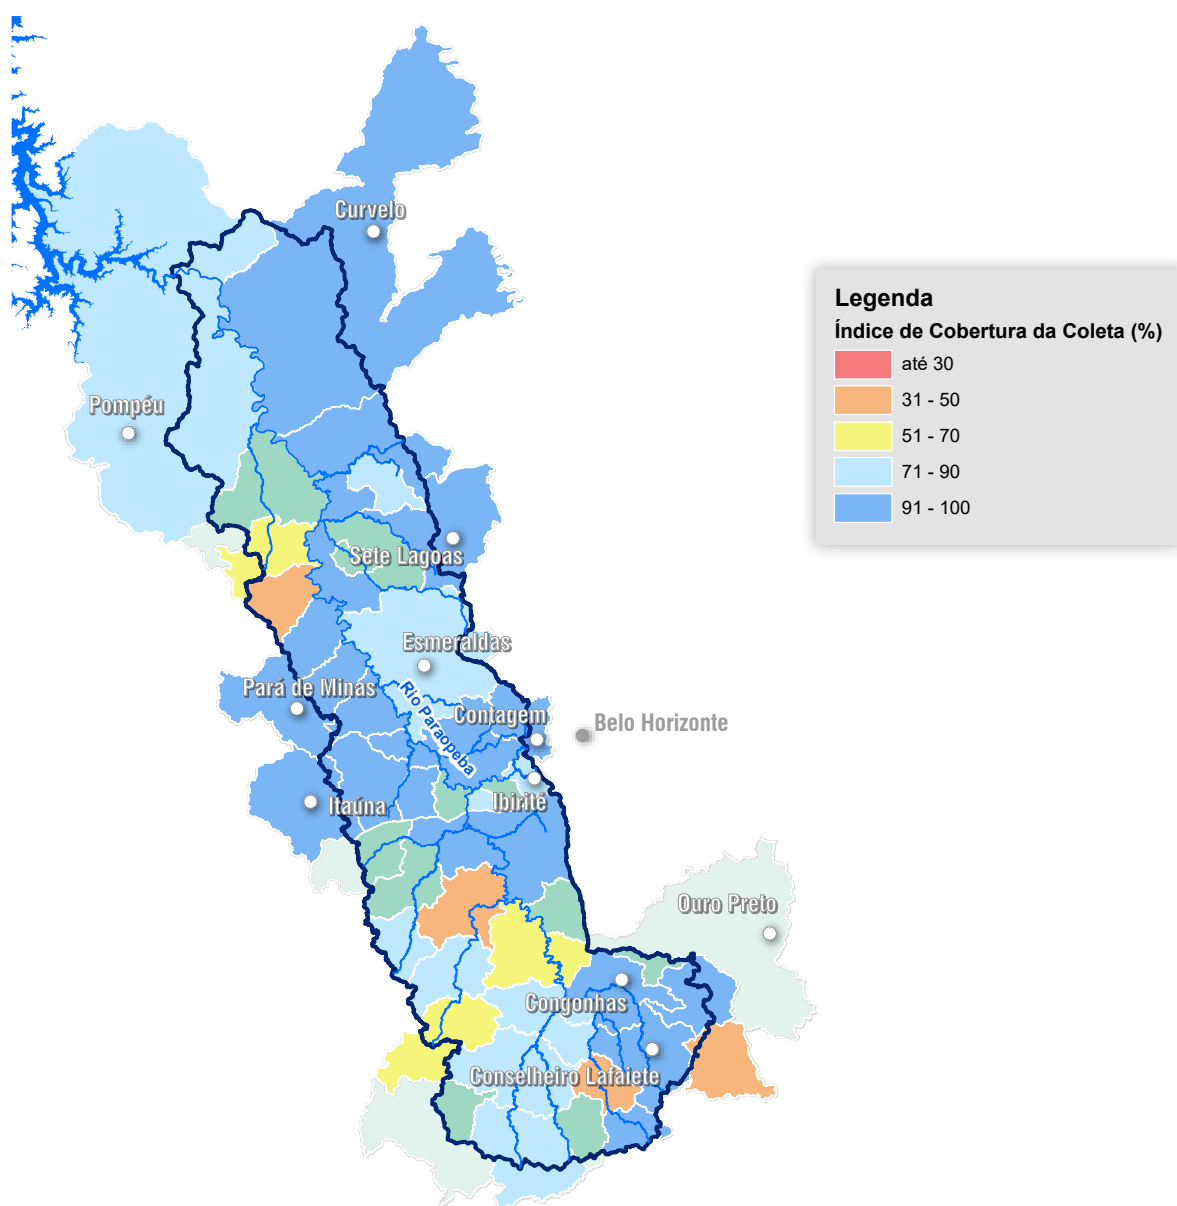 Curvelo
Legenda
Índice de Cobertura da Coleta (%)
até 30
31 - 50
51 - 70
71 - 90
91 - 100
Pompéu
Sete Lagoas
Esmeraldas
Pará de Minas
Rio Paraopeba
Contagem
Belo Horizonte
Itaúna
Ibirité
Ouro Preto
Congonhas
Conselheiro Lafaiete